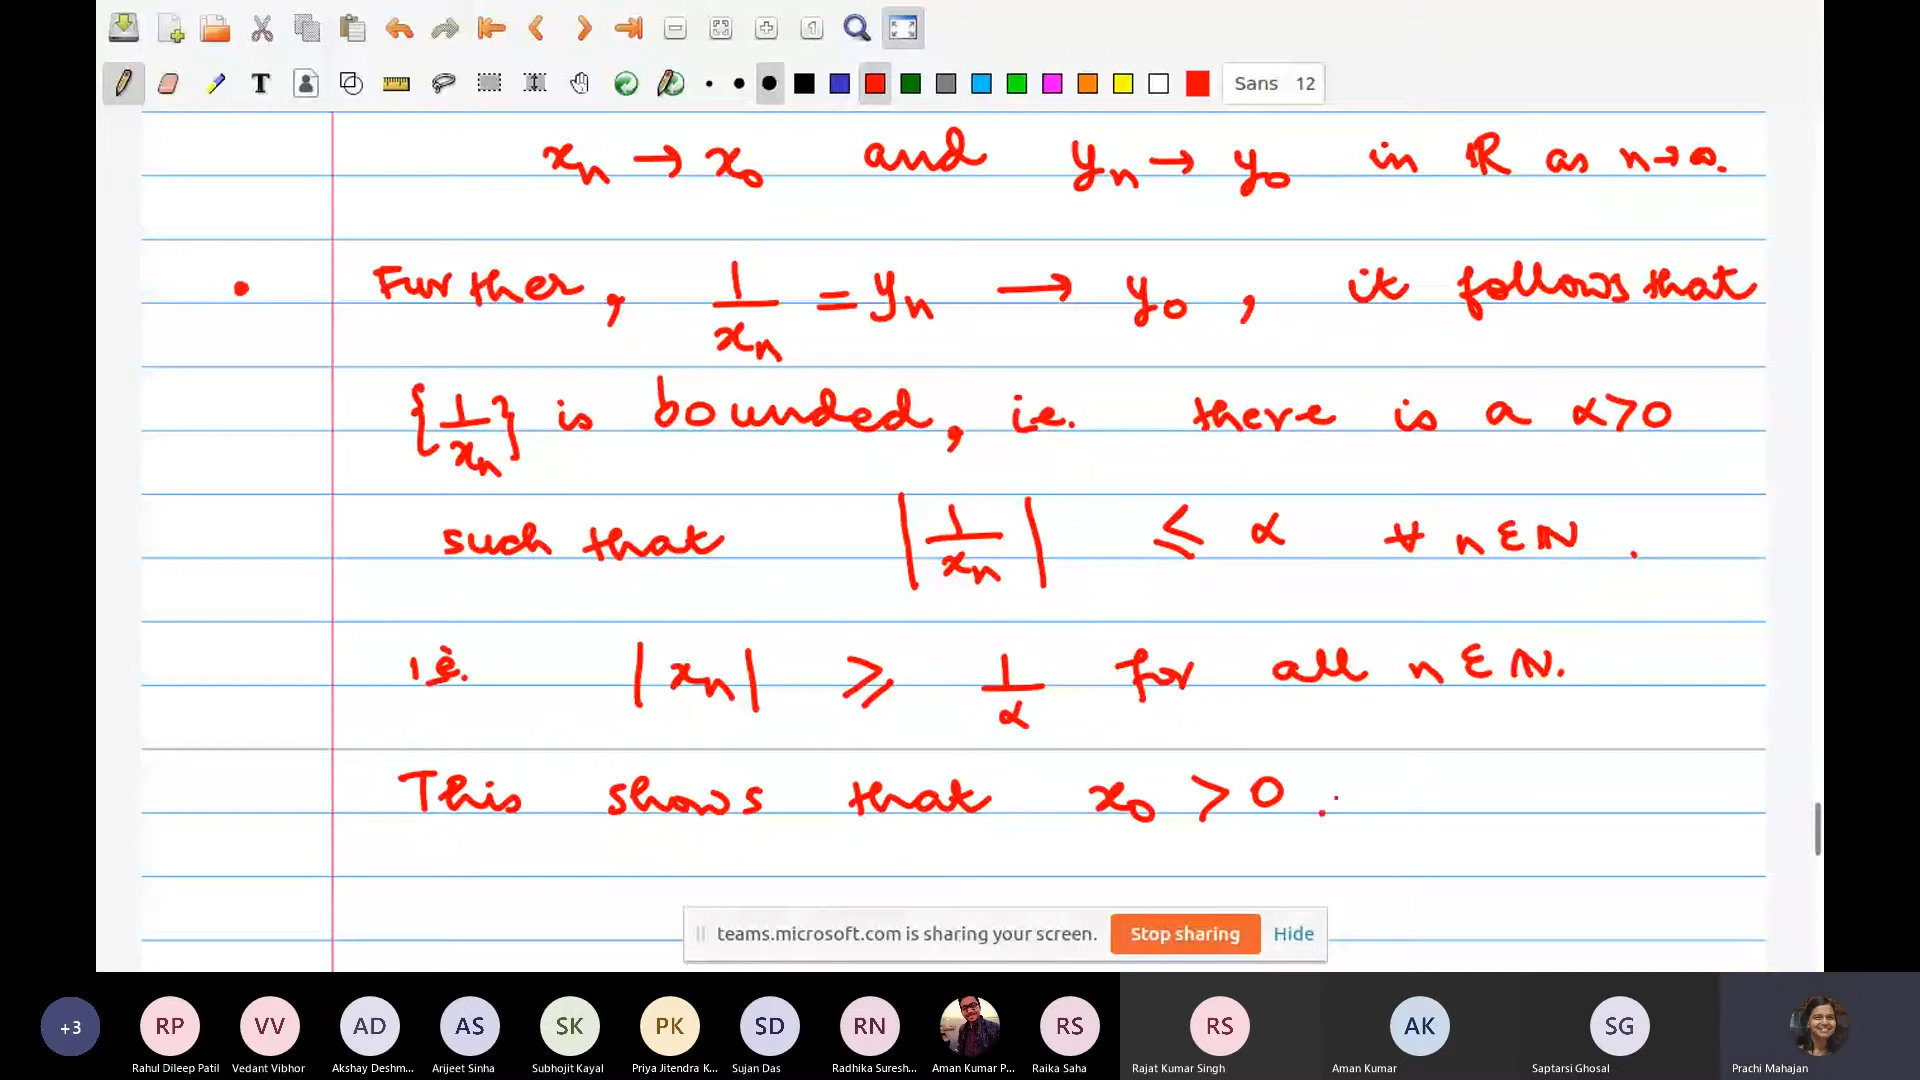 Sans 12
xₙ → x₀ and yₙ → y₀ in ℝ as n→∞.
• Further, 1/xₙ = yₙ → y₀, it follows that
{1/xₙ} is bounded, i.e. there is a α>0
such that |1/xₙ| ≤ α ∀ n∈ℕ.
i.e. |xₙ| ⩾ 1/α for all n∈ℕ.
This shows that x₀ > 0.
teams.microsoft.com is sharing your screen. Stop sharing Hide
+3 RP VV AD AS SK PK SD RN RS RS AK SG
Rahul Dileep Patil Vedant Vibhor Akshay Deshm... Arijeet Sinha Subhojit Kayal Priya Jitendra K... Sujan Das Radhika Suresh... Aman Kumar P... Raika Saha Rajat Kumar Singh Aman Kumar Saptarsi Ghosal Prachi Mahajan